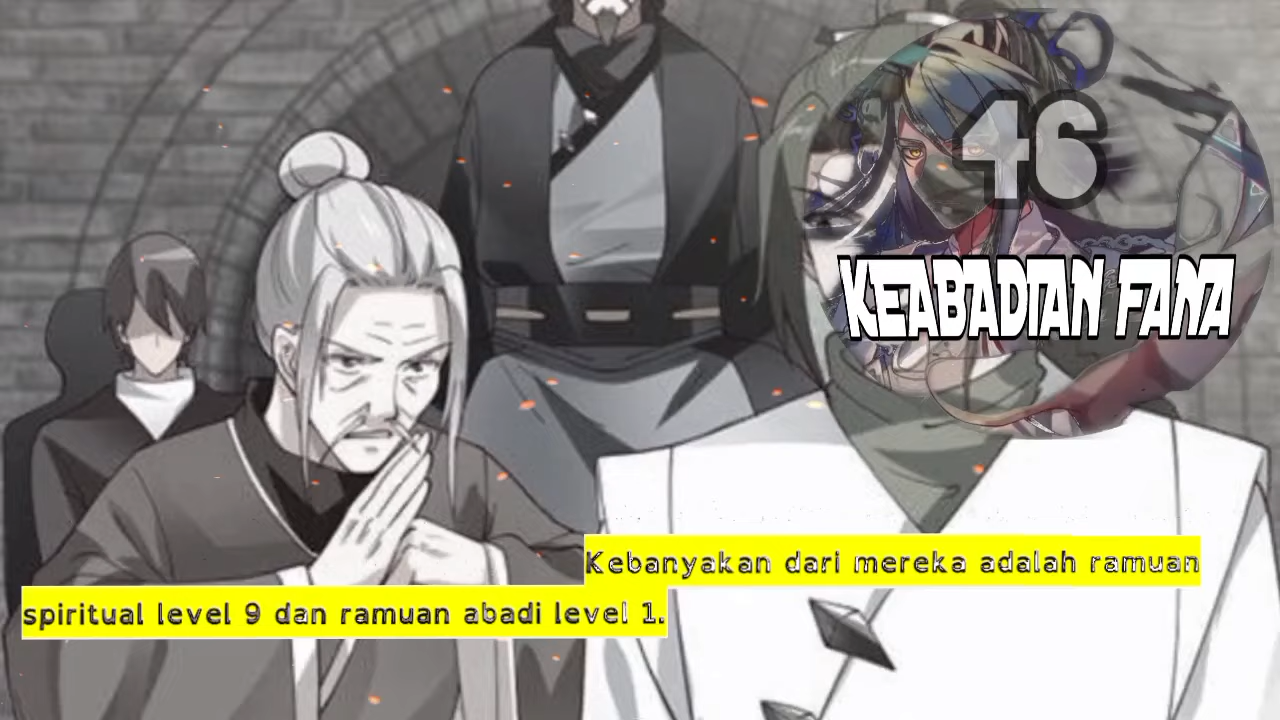 46
KEABADIAN FANA
Kebanyakan dari mereka adalah ramuan
spiritual level 9 dan ramuan abadi level 1.